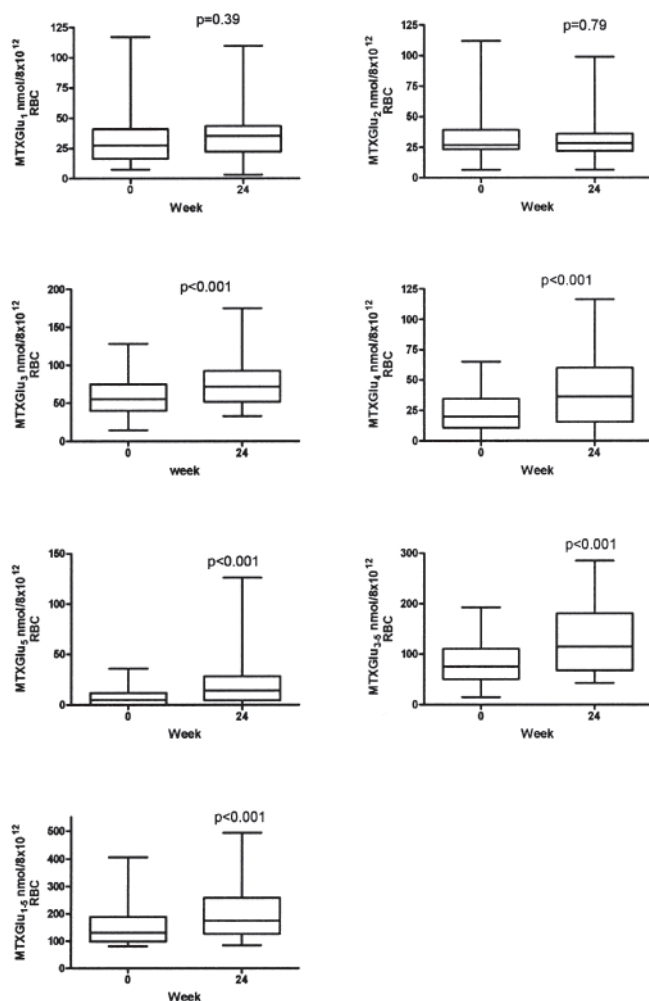 p=0.39
MTXGlu1 nmol/8x10^12
RBC
125
100
75
50
25
0
0
24
Week
p=0.79
MTXGlu2 nmol/8x10^12
RBC
125
100
75
50
25
0
0
24
Week
p<0.001
MTXGlu3 nmol/8x10^12
RBC
200
150
100
50
0
0
24
week
p<0.001
MTXGlu4 nmol/8x10^12
RBC
125
100
75
50
25
0
0
24
Week
p<0.001
MTXGlu5 nmol/8x10^12
RBC
150
100
50
0
0
24
Week
p<0.001
MTXGlu3-5 nmol/8x10^12
RBC
300
200
100
0
0
24
Week
p<0.001
MTXGlu1-5 nmol/8x10^12
RBC
500
400
300
200
100
0
0
24
Week